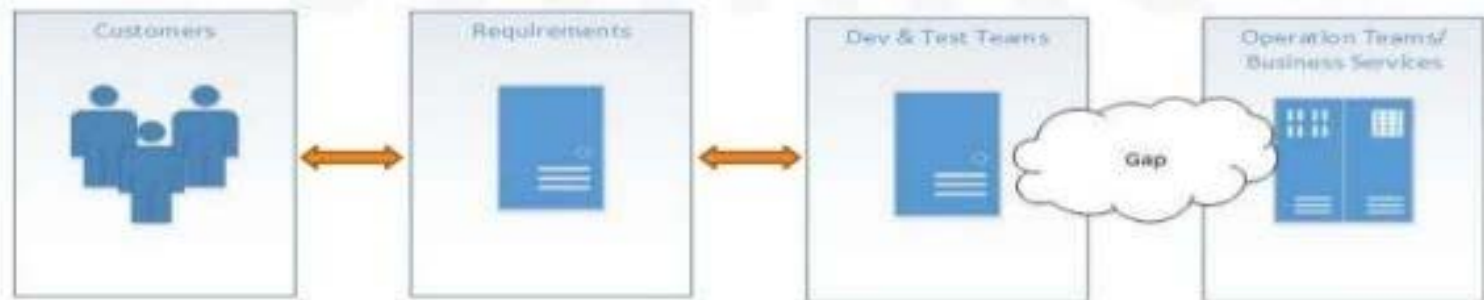 Customers
Requirements
Dev & Test Teams
Operation Teams/
Business Services
Gap